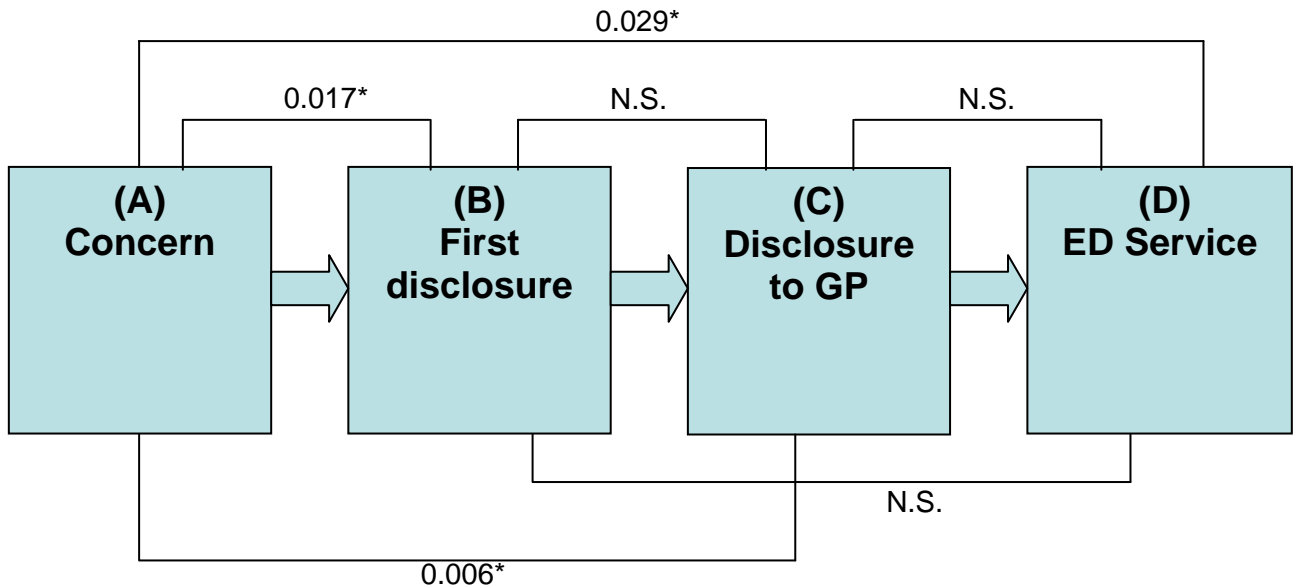 0.029*
0.017*
N.S.
N.S.
(A)
Concern
(B)
First
disclosure
(C)
Disclosure
to GP
(D)
ED Service
N.S.
0.006*